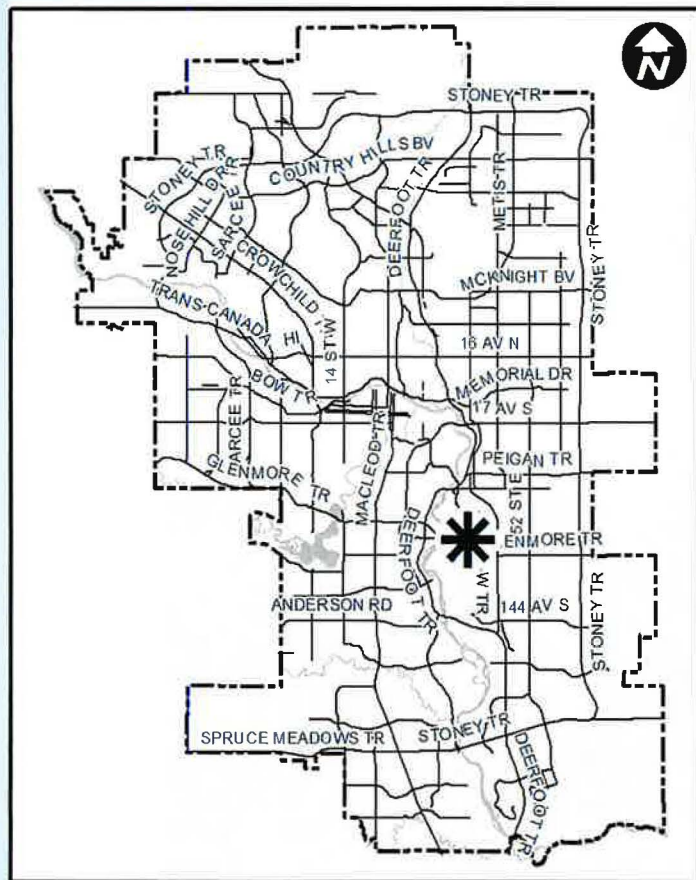 N
STONEY TR
COUNTRY HILLS BV
STONEY TR
NOSE HILL DR
SARCEE TR
DEERFOOT TR
METIS TR
STONEY TR
CROWCHILD T
MCKNIGHT BV
TRANS-CANADA HI
14 ST W
16 AV N
BOW TR
MEMORIAL DR
17 AV S
SARCEE TR
MACLEOD TR
PEIGAN TR
GLENMORE TR
52 ST E
DEERFOOT TR
ENMORE TR
W TR
ANDERSON RD
144 AV S
STONEY TR
SPRUCE MEADOWS TR
STONEY TR
DEERFOOT TR